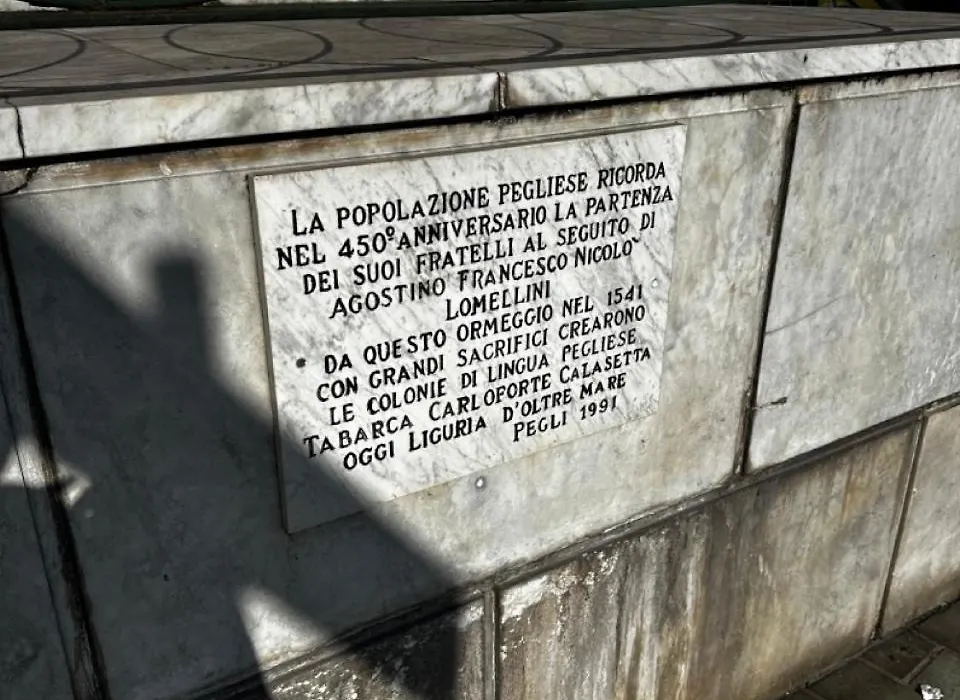 LA POPOLAZIONE PEGLIESE RICORDA
NEL 450º ANNIVERSARIO LA PARTENZA
DEI SUOI FRATELLI AL SEGUITO DI
AGOSTINO FRANCESCO NICOLO`
LOMELLINI
DA QUESTO ORMEGGIO NEL 1541
CON GRANDI SACRIFICI CREARONO
LE COLONIE DI LINGUA PEGLIESE
TABARCA CARLOFORTE CALASETTA
OGGI LIGURIA D'OLTRE MARE
PEGLI 1991